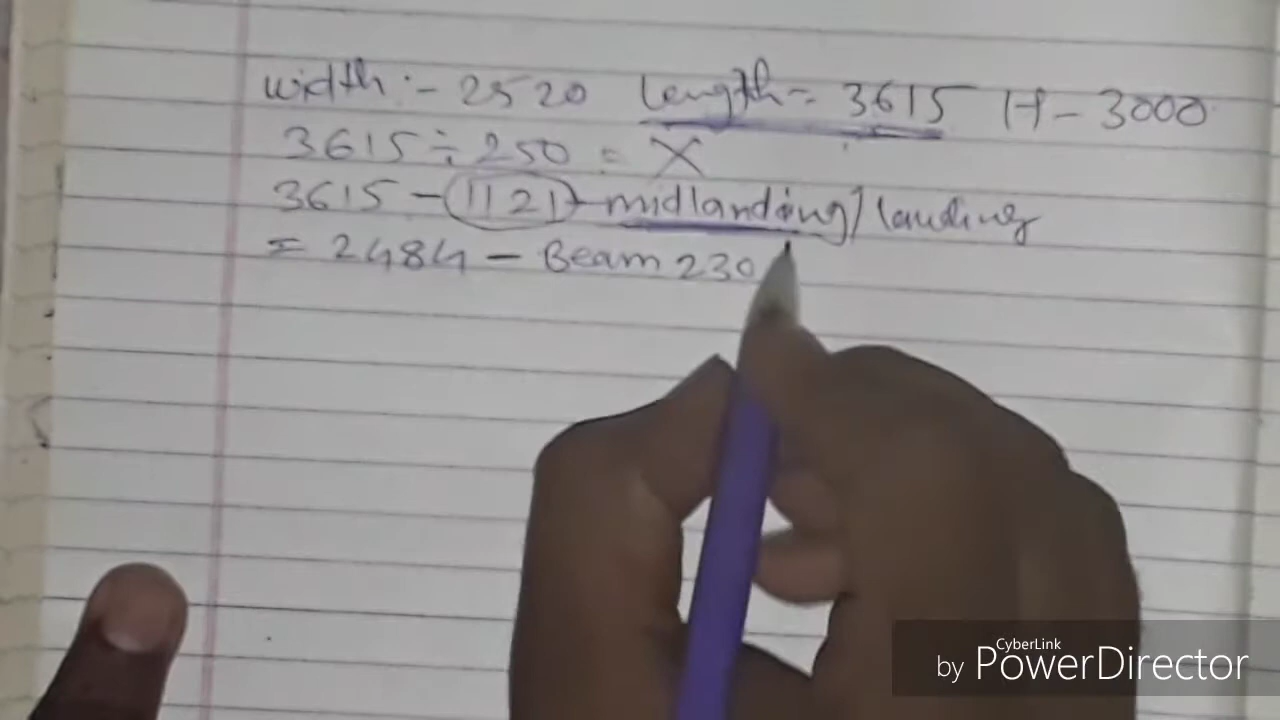 width :- 2520 Length = 3615 H - 3000
3615 ÷ 250 = X
3615 - 1121 - midlanding / landing
= 2484 - Beam 230
CyberLink
by PowerDirector